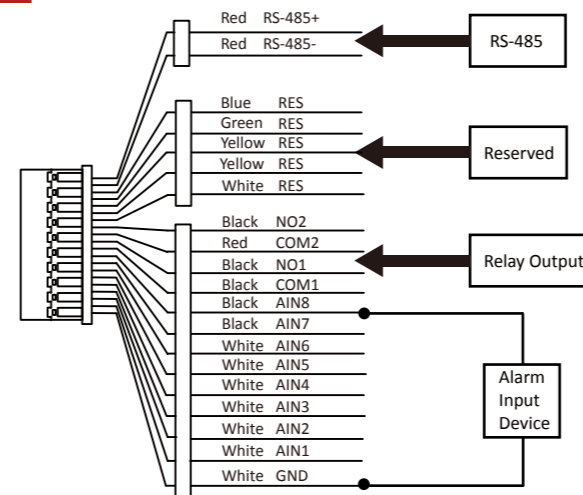 Red RS-485+
Red RS-485-
RS-485
Blue RES
Green RES
Yellow RES
Yellow RES
White RES
Reserved
Black NO2
Red COM2
Black NO1
Black COM1
Relay Output
Black AIN8
Black AIN7
White AIN6
White AIN5
White AIN4
White AIN3
White AIN2
White AIN1
White GND
Alarm
Input
Device